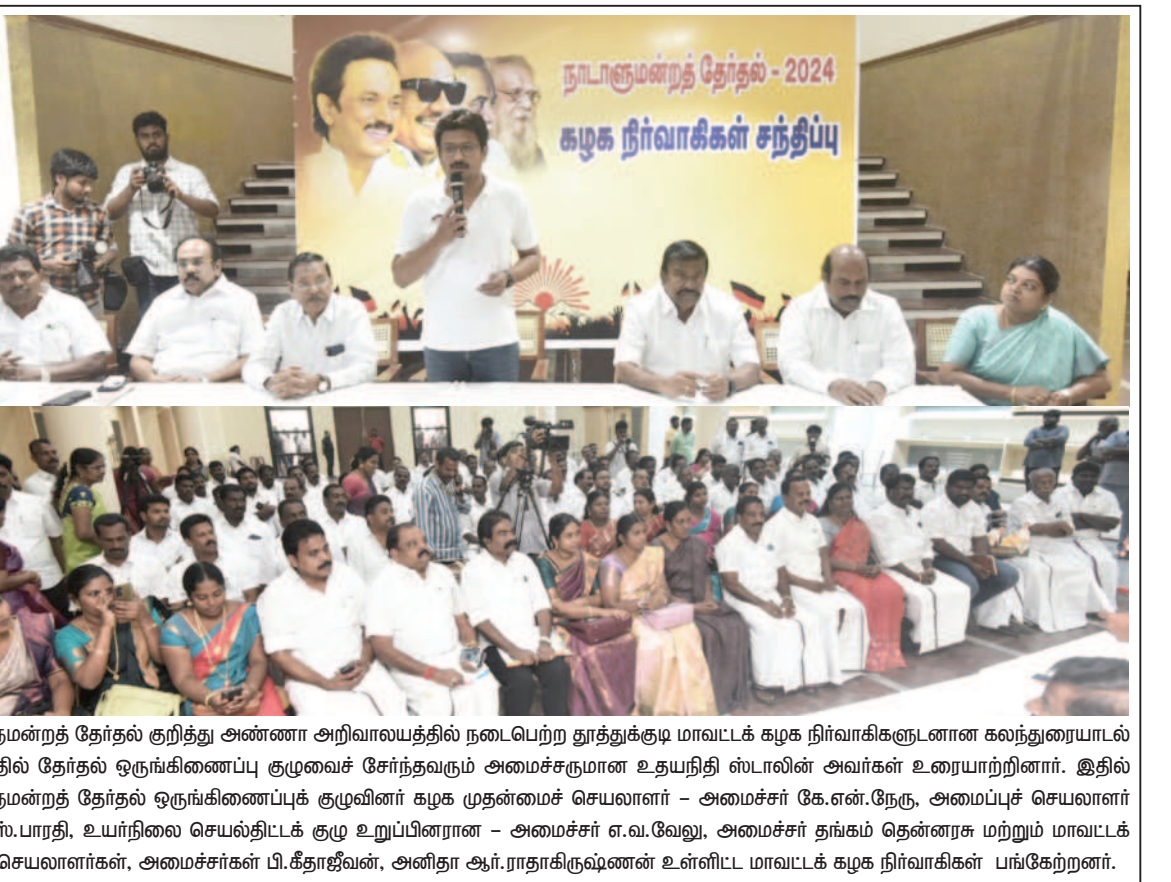 நாடாளுமன்றத் தேர்தல் - 2024
கழக நிர்வாகிகள் சந்திப்பு
மன்றத் தேர்தல் குறித்து அண்ணா அறிவாலயத்தில் நடைபெற்ற தூத்துக்குடி மாவட்டக் கழக நிர்வாகிகளுடனான கலந்துரையாடல்
தில் தேர்தல் ஒருங்கிணைப்பு குழுவைச் சேர்ந்தவரும் அமைச்சருமான உதயநிதி ஸ்டாலின் அவர்கள் உரையாற்றினார். இதில்
மன்றத் தேர்தல் ஒருங்கிணைப்புக் குழுவினர் கழக முதன்மைச் செயலாளர் – அமைச்சர் கே.என்.நேரு, அமைப்புச் செயலாளர்
ஸ்.பாரதி, உயர்நிலை செயல்திட்டக் குழு உறுப்பினரான – அமைச்சர் எ.வ.வேலு, அமைச்சர் தங்கம் தென்னரசு மற்றும் மாவட்டக்
செயலாளர்கள், அமைச்சர்கள் பி.கீதாஜீவன், அனிதா ஆர்.ராதாகிருஷ்ணன் உள்ளிட்ட மாவட்டக் கழக நிர்வாகிகள் பங்கேற்றனர்.